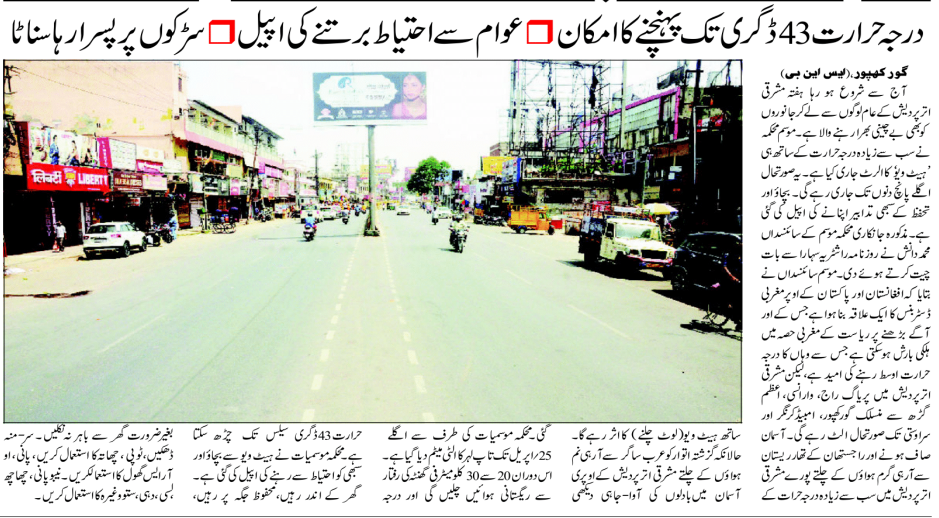 درجہ حرارت 43 ڈگری تک پہنچنے کا امکان عوام سے احتیاط برتنے کی اپیل سڑکوں پر پسرا رہا سناٹا
گورکھپور، (ایس این بی)
آج سے شروع ہو رہا ہفتہ مشرقی
اترپردیش کے عام لوگوں سے لے کر جانوروں
کو بھی بے چینی بھرا رہنے والا ہے۔ موسم محکمہ
نے سب سے زیادہ درجہ حرارت کے ساتھ ہی
'ہیٹ ویو' کا الرٹ جاری کیا ہے۔ یہ صورتحال
اگلے پانچ دنوں تک جاری رہے گی۔ بچاؤ اور
تحفظ کے سبھی تدابیر اپنانے کی اپیل کی گئی
ہے۔ مذکورہ جانکاری محکمہ موسم کے سائنسداں
محمد دانش نے روزنامہ راشٹریہ سہارا سے بات
چیت کرتے ہوئے دی۔ موسم سائنسداں نے
بتایا کہ افغانستان اور پاکستان کے اوپر مغربی
ڈسٹربنس کا ایک علاقہ بنا ہوا ہے جس کے اور
آگے بڑھنے پر ریاست کے مغربی حصہ میں
ہلکی بارش ہو سکتی ہے جس سے وہاں کا درجہ
حرارت اوسط رہنے کی امید ہے، لیکن مشرقی
اترپردیش میں پریاگ راج، وارانسی، اعظم
گڑھ سے منسلک گورکھپور، امبیڈکر نگر اور
سراوستی تک صورتحال الٹ رہے گی۔ آسمان
صاف ہونے اور راجستھان کے تھار ریستان
سے آرہی گرم ہواؤں کے چلتے پورے مشرقی
اترپردیش میں سب سے زیادہ درجہ حرات کے
ساتھ ہیٹ ویو (لوٹ چلنے) کا اثر رہے گا۔
حالانکہ گزشتہ اتوار کو عرب ساگر سے آرہی نم
ہواؤں کے چلتے مشرقی اترپردیش کے اوپری
آسمان میں بادلوں کی آوا-جاہی دیکھی
گئی۔ محکمہ موسمیات کی طرف سے اگلے
25/اپریل تک تاپ لہر کا الٹی میٹم دیا گیا ہے۔
اس دوران 20 سے 30 کلومیٹر فی گھنٹہ کی رفتار
سے ریگستانی ہوائیں چلیں گی اور درجہ
حرارت 43 ڈگری سیلس تک چڑھ سکتا
ہے۔ محکمہ موسمیات نے ہیٹ ویو سے بچاؤ اور
سبھی کو احتیاط سے رہنے کی اپیل کی گئی ہے۔
گھر کے اندر رہیں، محفوظ جگہ پر رہیں،
بغیر ضرورت گھر سے باہر نہ نکلیں۔ سر-منہ
ڈھکیں، ٹوپی، چھاتہ کا استعمال کریں، پانی، او
آر ایس گھول کا استعمال کریں۔ نیبو پانی، چھاچھ
لسی، دہی، ستو وغیرہ کا استعمال کریں۔
लिबर्टी LIBERTY